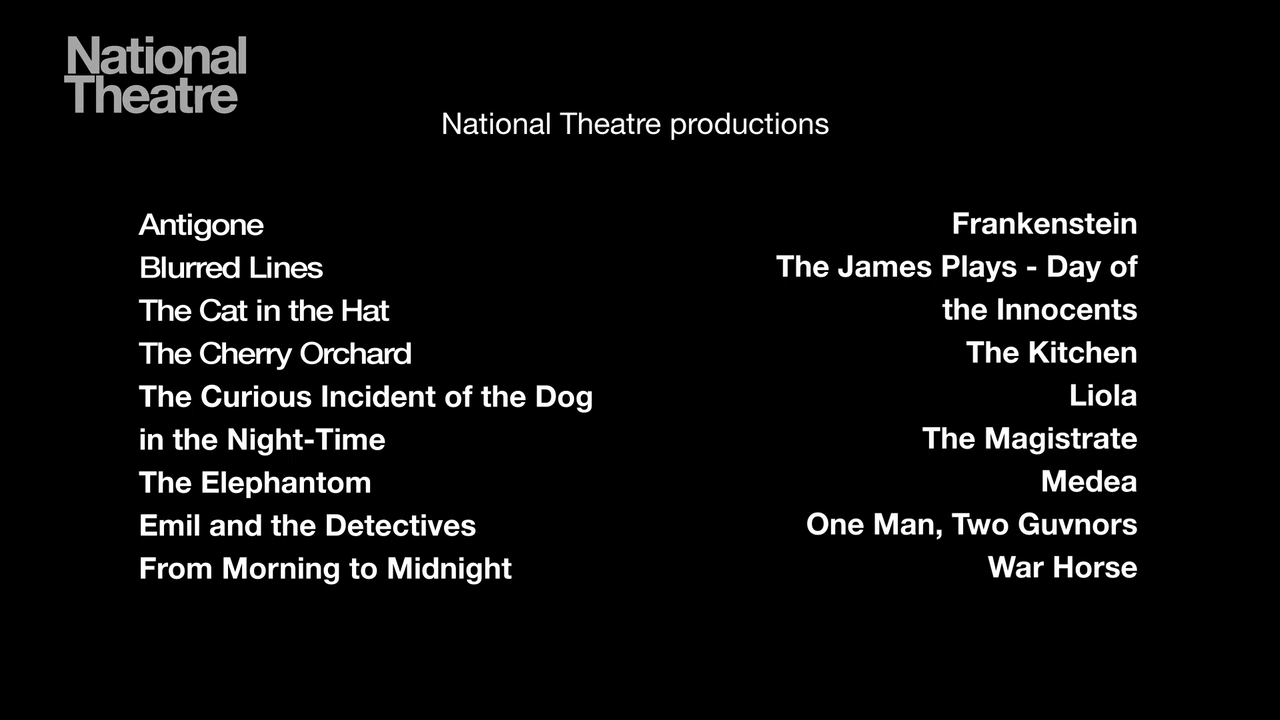 National
Theatre
National Theatre productions
Antigone
Blurred Lines
The Cat in the Hat
The Cherry Orchard
The Curious Incident of the Dog
in the Night-Time
The Elephantom
Emil and the Detectives
From Morning to Midnight
Frankenstein
The James Plays - Day of
the Innocents
The Kitchen
Liola
The Magistrate
Medea
One Man, Two Guvnors
War Horse